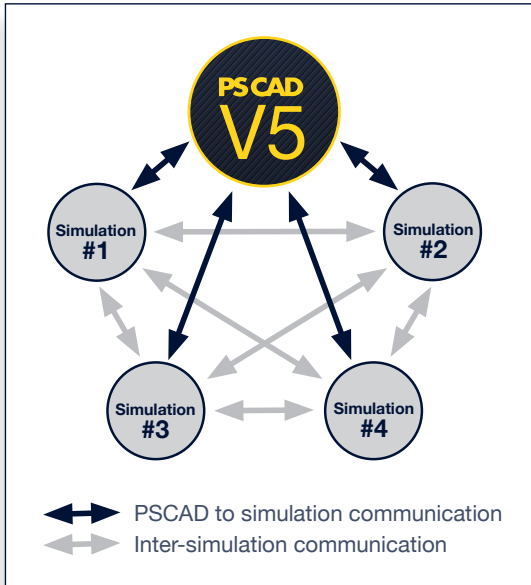 PSCAD
V5
Simulation
#1
Simulation
#2
Simulation
#3
Simulation
#4
PSCAD to simulation communication
Inter-simulation communication